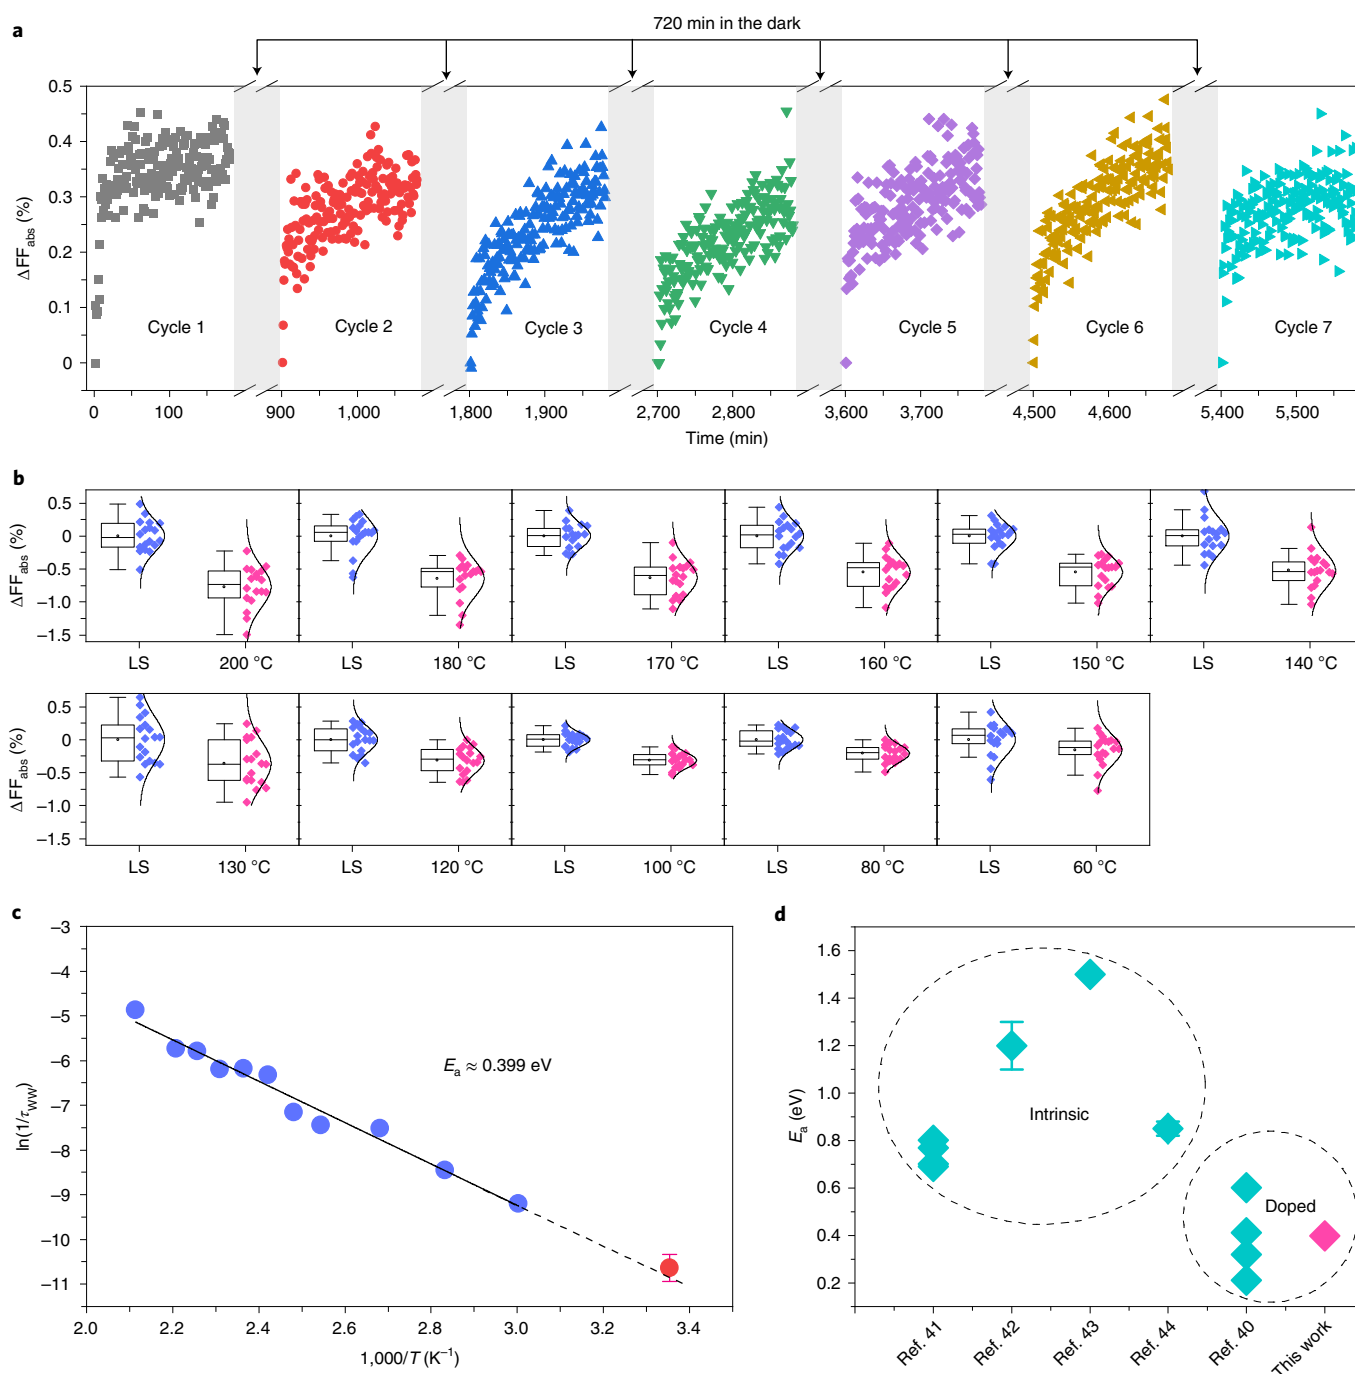 a
720 min in the dark
ΔFFabs (%)
0.5
0.4
0.3
0.2
0.1
0
Cycle 1
Cycle 2
Cycle 3
Cycle 4
Cycle 5
Cycle 6
Cycle 7
0 100 900 1,000 1,800 1,900 2,700 2,800 3,600 3,700 4,500 4,600 5,400 5,500
Time (min)
b
ΔFFabs (%)
0.5
0
−0.5
−1.0
−1.5
LS 200 °C LS 180 °C LS 170 °C LS 160 °C LS 150 °C LS 140 °C
ΔFFabs (%)
0.5
0
−0.5
−1.0
−1.5
LS 130 °C LS 120 °C LS 100 °C LS 80 °C LS 60 °C
c
ln(1/τWW)
−3
−4
−5
−6
−7
−8
−9
−10
−11
Ea ≈ 0.399 eV
2.0 2.2 2.4 2.6 2.8 3.0 3.2 3.4
1,000/T (K−1)
d
Ea (eV)
1.6
1.4
1.2
1.0
0.8
0.6
0.4
0.2
Intrinsic
Doped
Ref. 41
Ref. 42
Ref. 43
Ref. 44
Ref. 40
This work